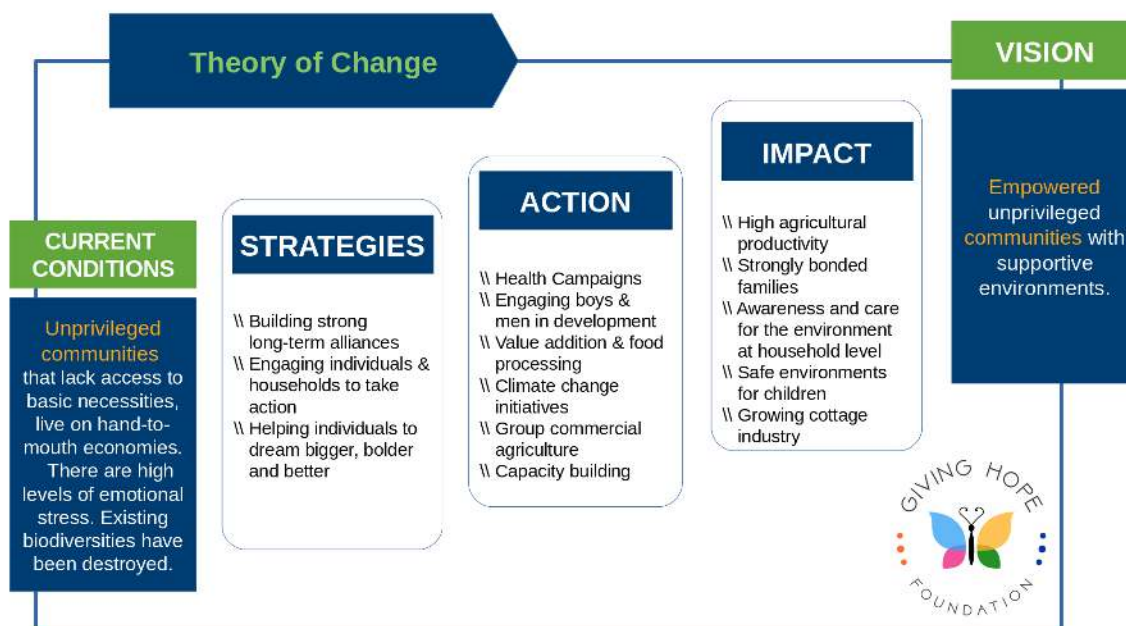 Theory of Change
VISION
Empowered
unprivileged
communities with
supportive
environments.
IMPACT
\\ High agricultural
productivity
\\ Strongly bonded
families
\\ Awareness and care
for the environment
at household level
\\ Safe environments
for children
\\ Growing cottage
industry
ACTION
\\ Health Campaigns
\\ Engaging boys &
men in development
\\ Value addition & food
processing
\\ Climate change
initiatives
\\ Group commercial
agriculture
\\ Capacity building
STRATEGIES
\\ Building strong
long-term alliances
\\ Engaging individuals &
households to take
action
\\ Helping individuals to
dream bigger, bolder
and better
CURRENT
CONDITIONS
Unprivileged
communities
that lack access to
basic necessities,
live on hand-to-
mouth economies.
There are high
levels of emotional
stress. Existing
biodiversities have
been destroyed.
GIVING HOPE
FOUNDATION